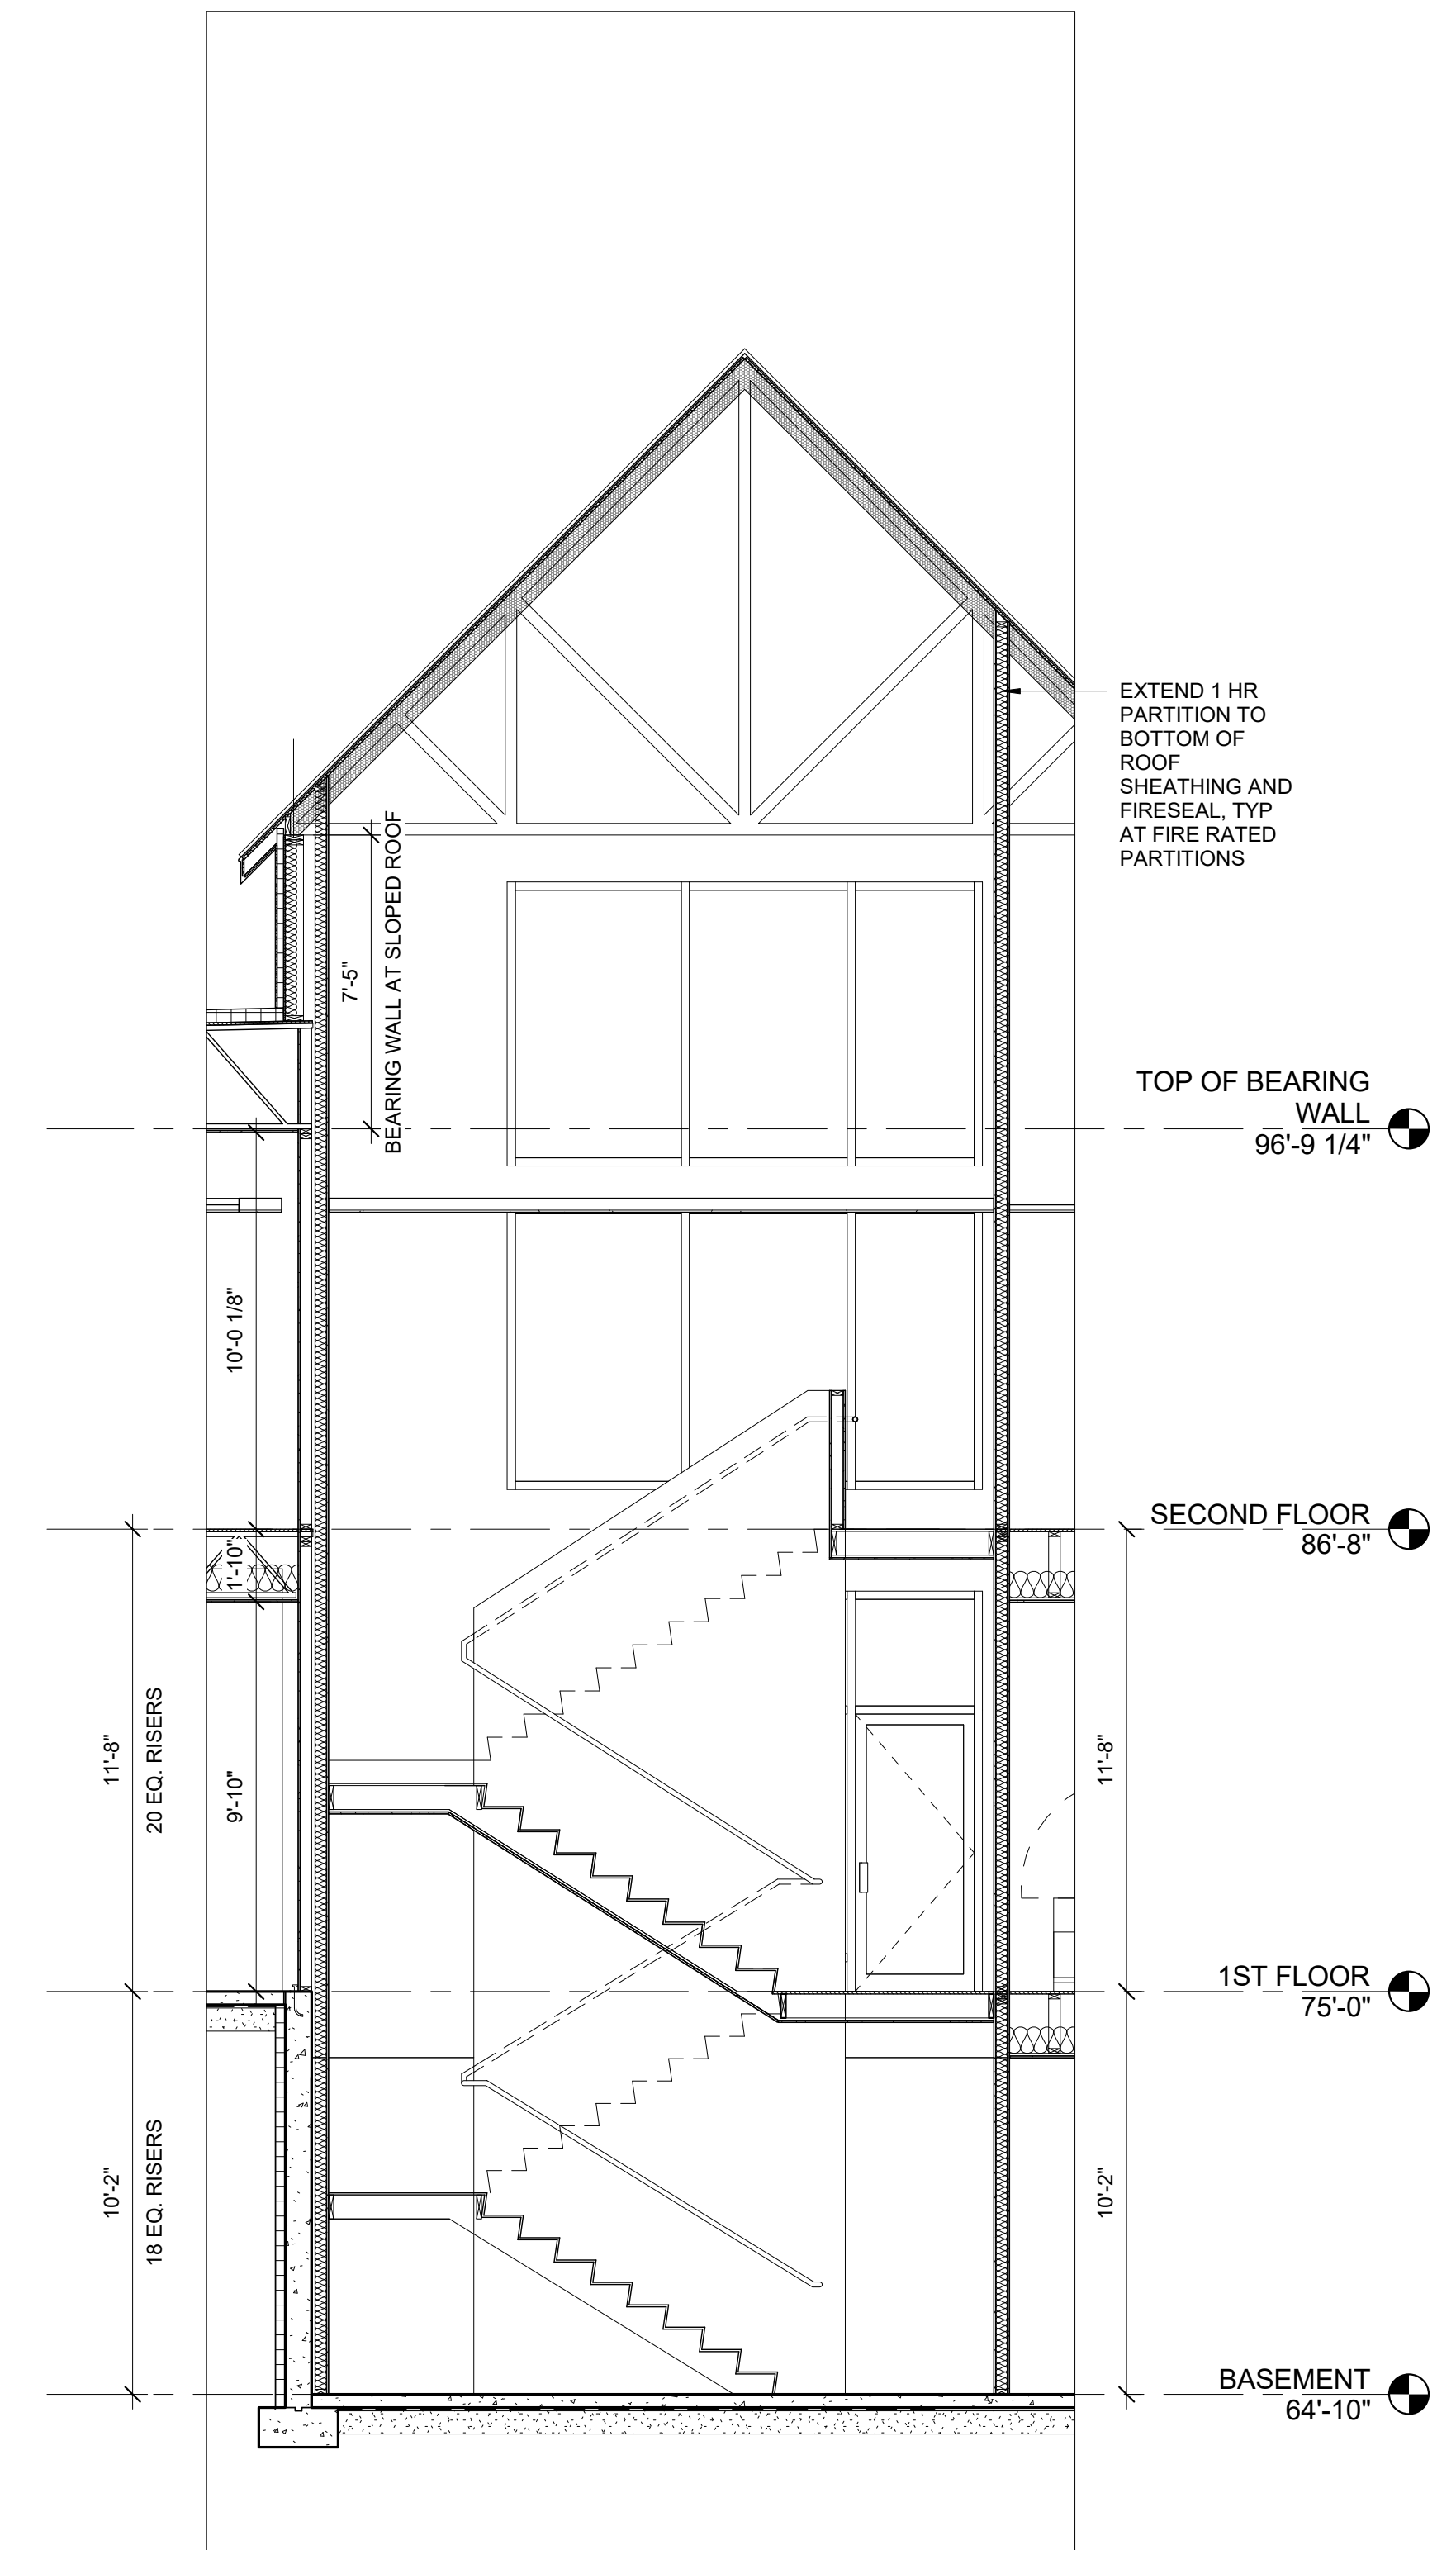 EXTEND 1 HR
PARTITION TO
BOTTOM OF
ROOF
SHEATHING AND
FIRESEAL, TYP
AT FIRE RATED
PARTITIONS
7'-5"
BEARING WALL AT SLOPED ROOF
TOP OF BEARING
WALL
96'-9 1/4"
10'-0 1/8"
SECOND FLOOR
86'-8"
1'-10"
11'-8"
20 EQ. RISERS
9'-10"
11'-8"
1ST FLOOR
75'-0"
10'-2"
18 EQ. RISERS
10'-2"
BASEMENT
64'-10"